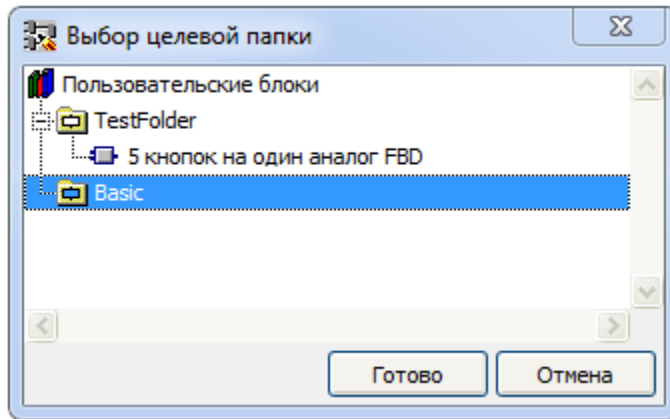 Выбор целевой папки
Пользовательские блоки
TestFolder
5 кнопок на один аналог FBD
Basic
Готово
Отмена